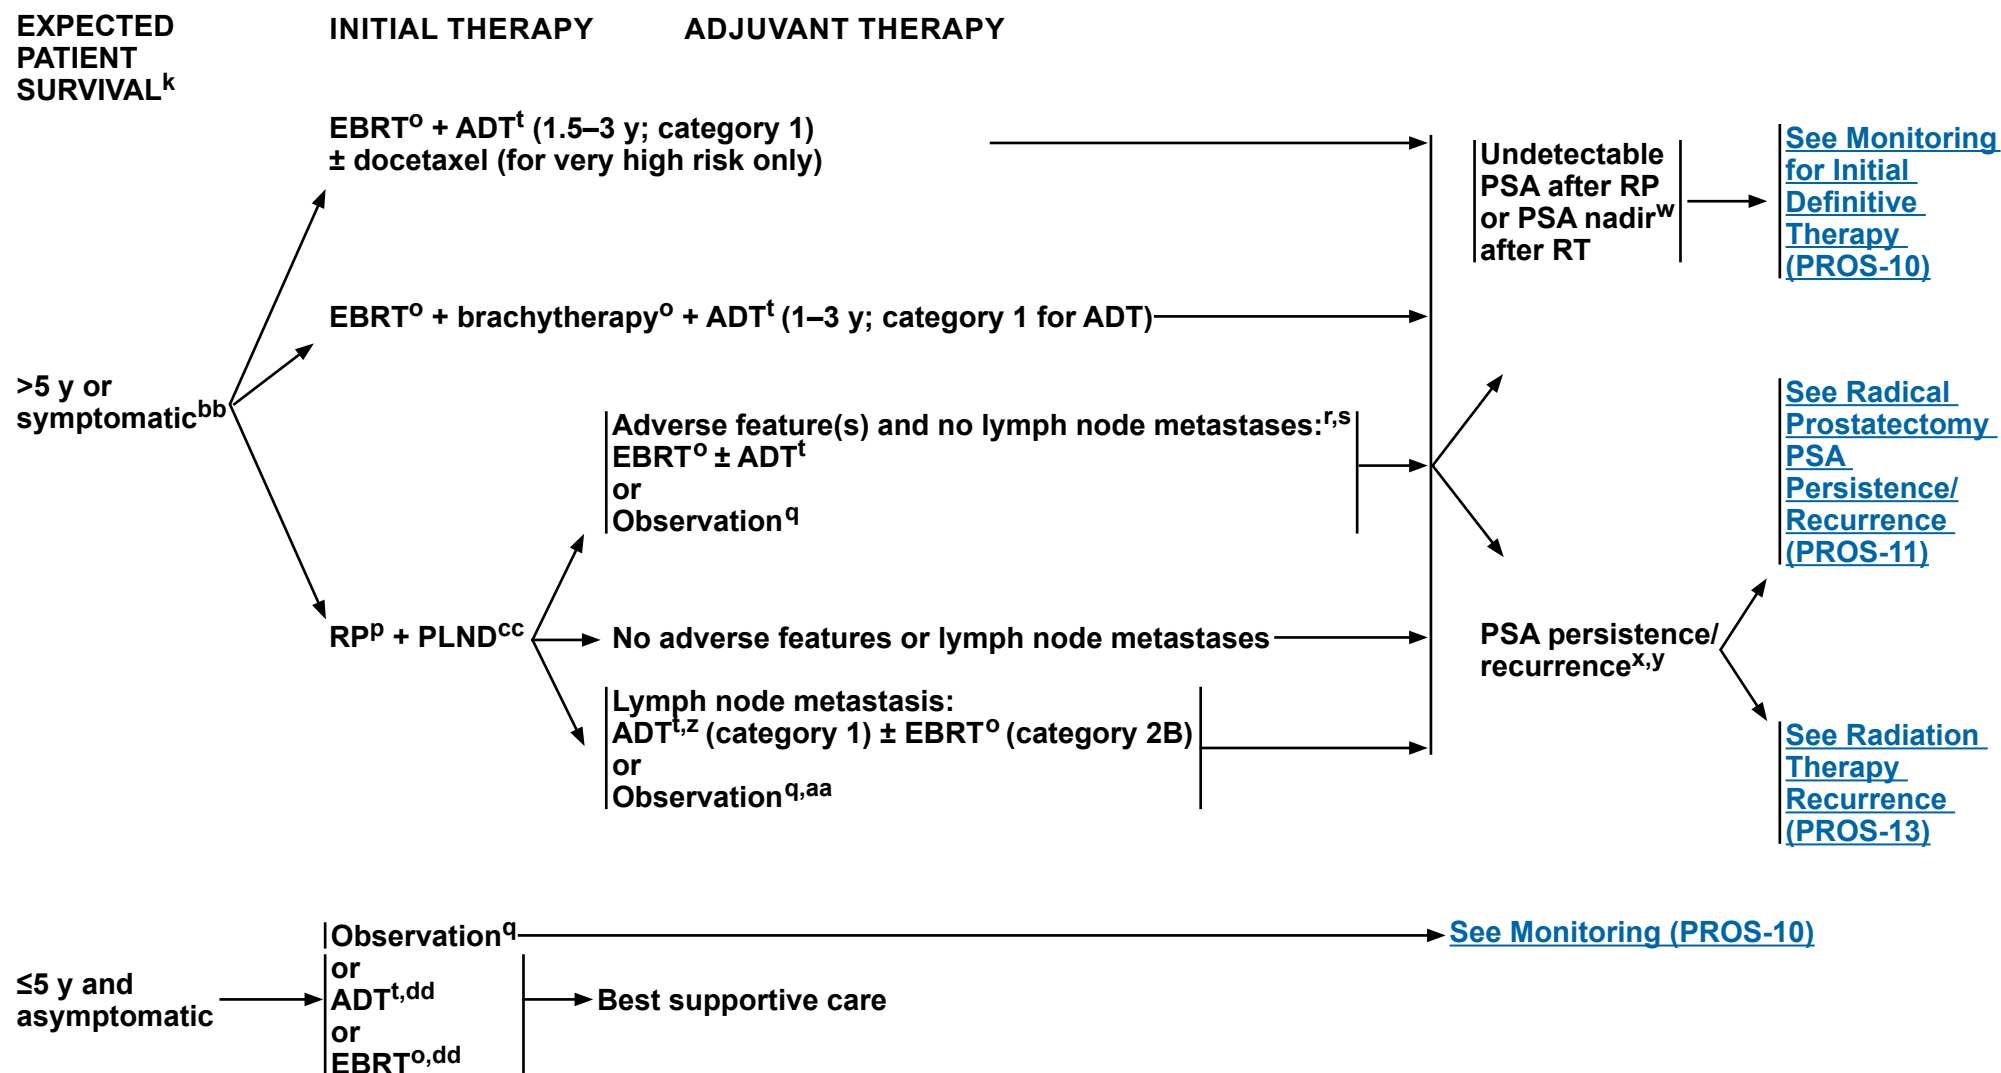 EXPECTED
PATIENT
SURVIVALk
INITIAL THERAPY
ADJUVANT THERAPY
EBRTo + ADTt (1.5–3 y; category 1)
± docetaxel (for very high risk only)
EBRTo + brachytherapyo + ADTt (1–3 y; category 1 for ADT)
>5 y or
symptomaticbb
Adverse feature(s) and no lymph node metastases:r,s
EBRTo ± ADTt
or
Observationq
RPp + PLNDcc
No adverse features or lymph node metastases
Lymph node metastasis:
ADTt,z (category 1) ± EBRTo (category 2B)
or
Observationq,aa
Undetectable
PSA after RP
or PSA nadirw
after RT
See Monitoring
for Initial
Definitive
Therapy
(PROS-10)
PSA persistence/
recurrencex,y
See Radical
Prostatectomy
PSA
Persistence/
Recurrence
(PROS-11)
See Radiation
Therapy
Recurrence
(PROS-13)
≤5 y and
asymptomatic
Observationq
or
ADTt,dd
or
EBRTo,dd
See Monitoring (PROS-10)
Best supportive care